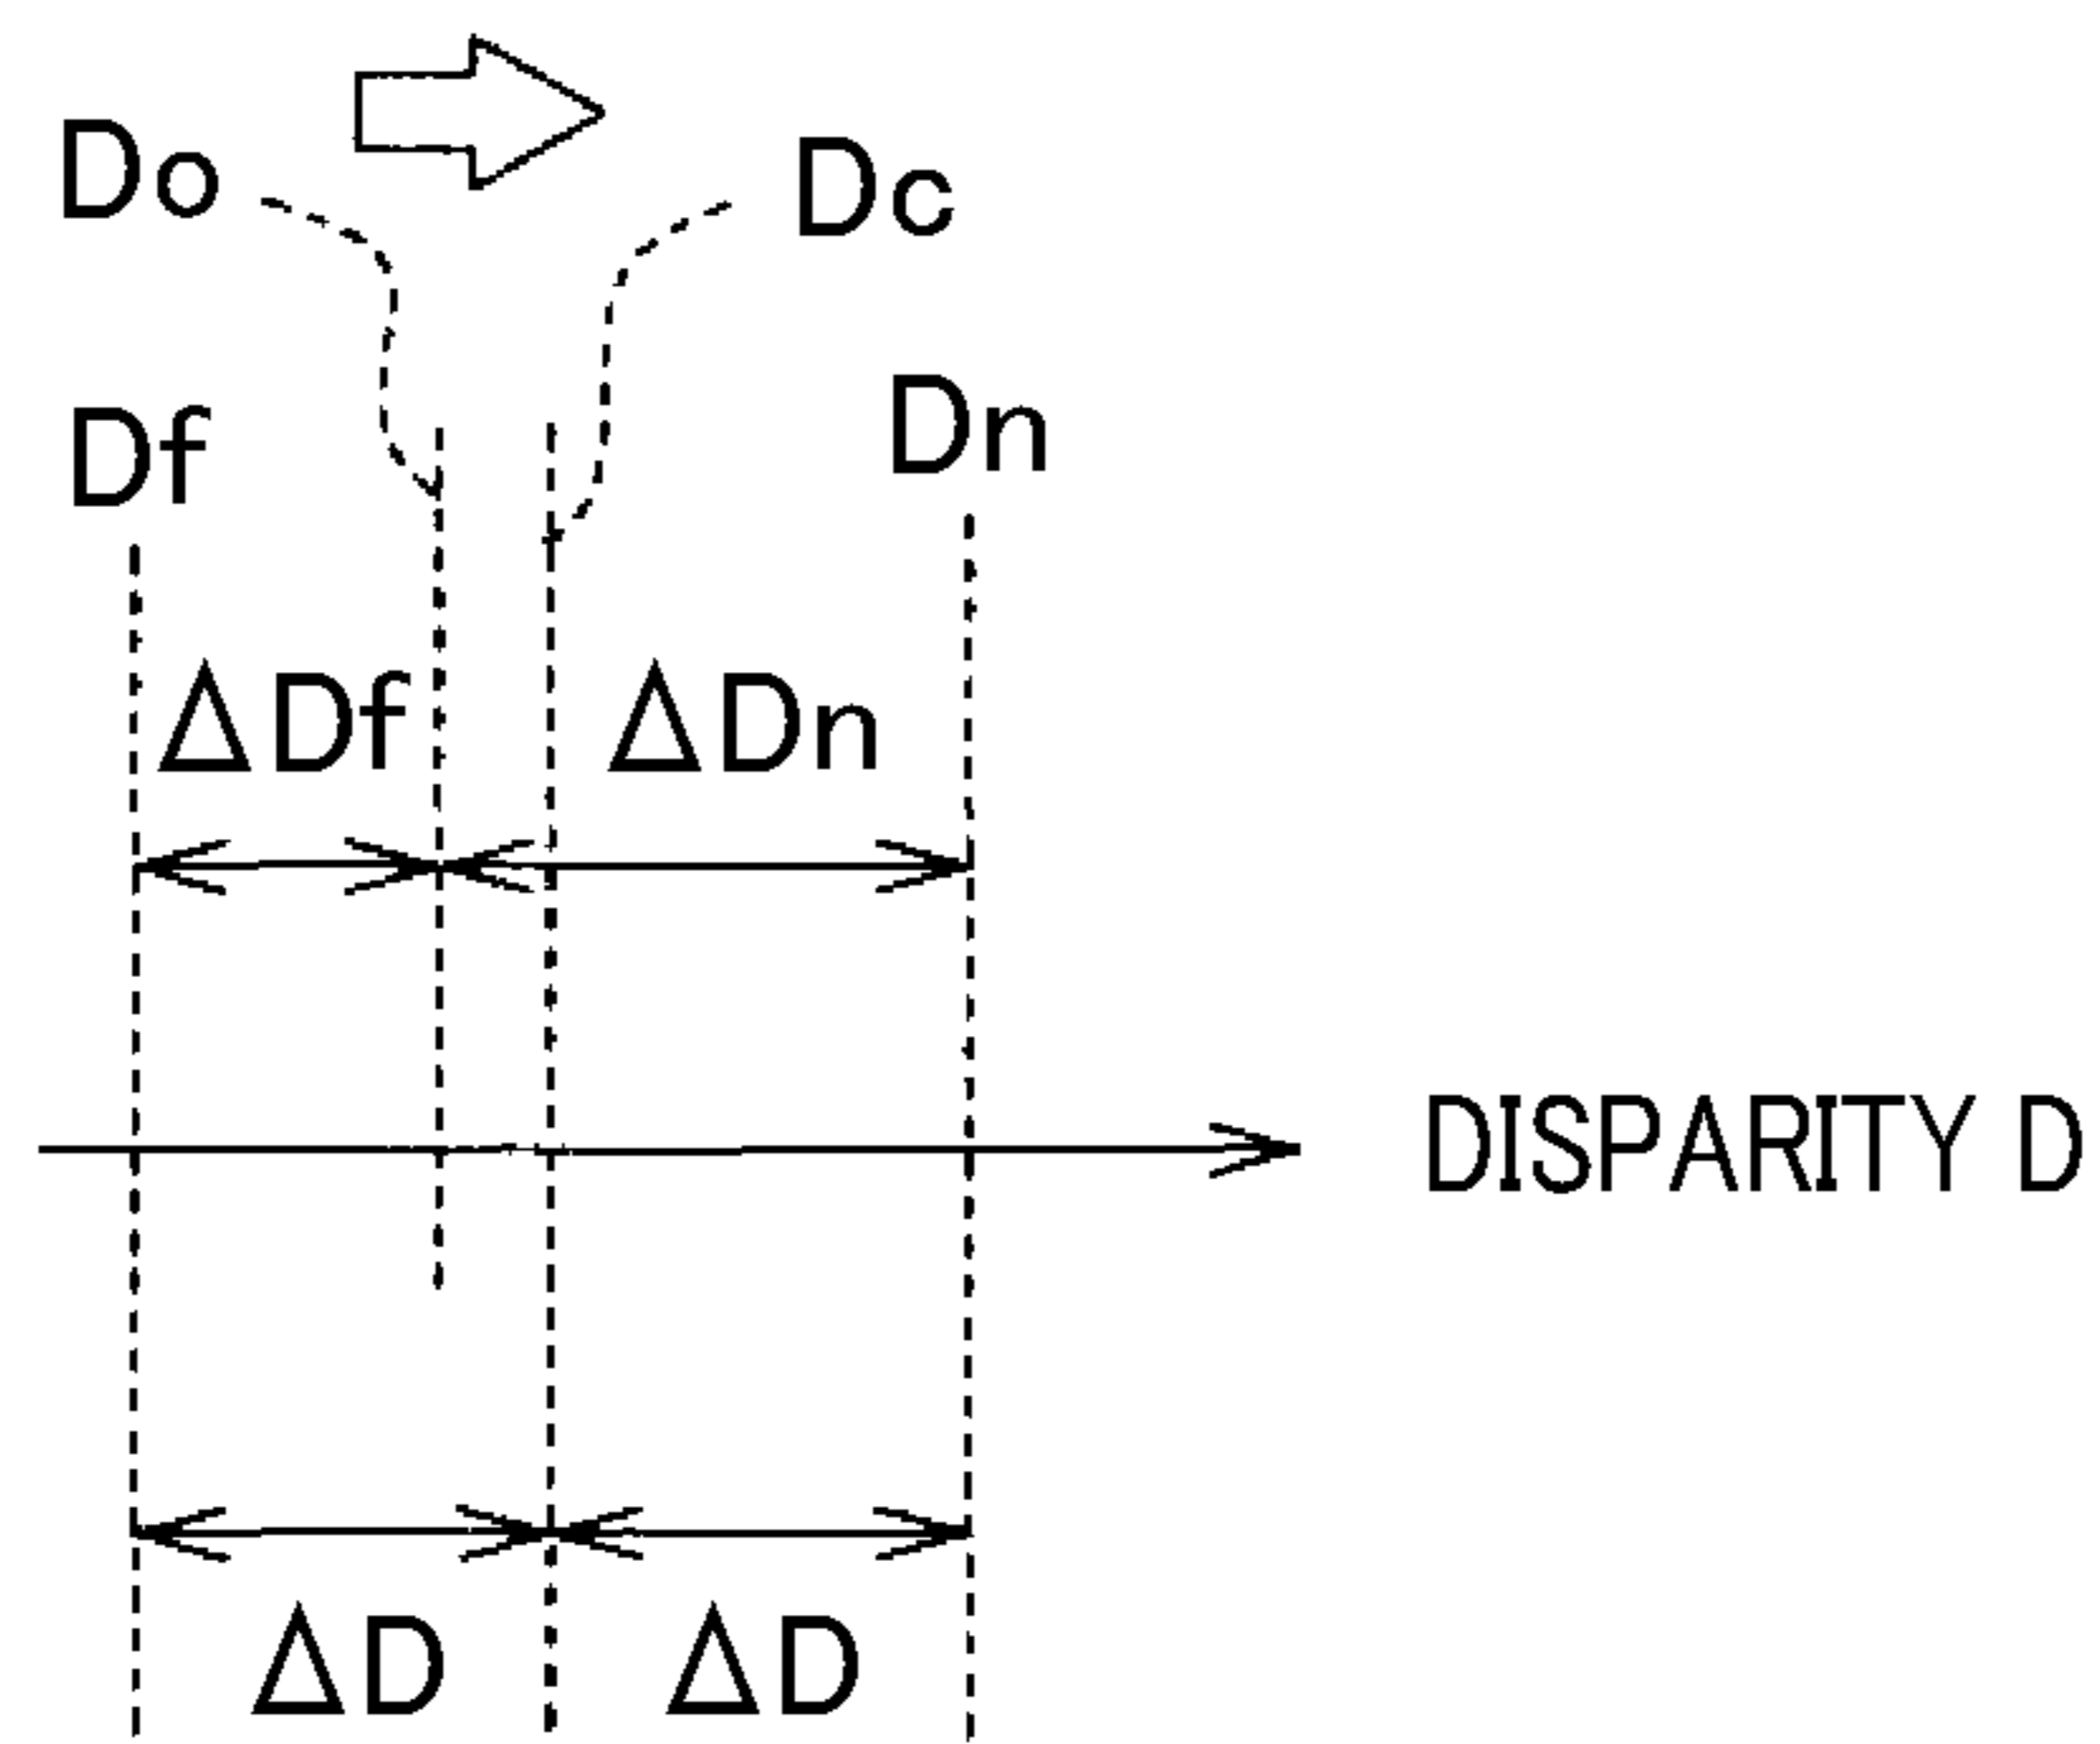 Do
Dc
Df
Dn
ΔDf
ΔDn
DISPARITY D
ΔD
ΔD